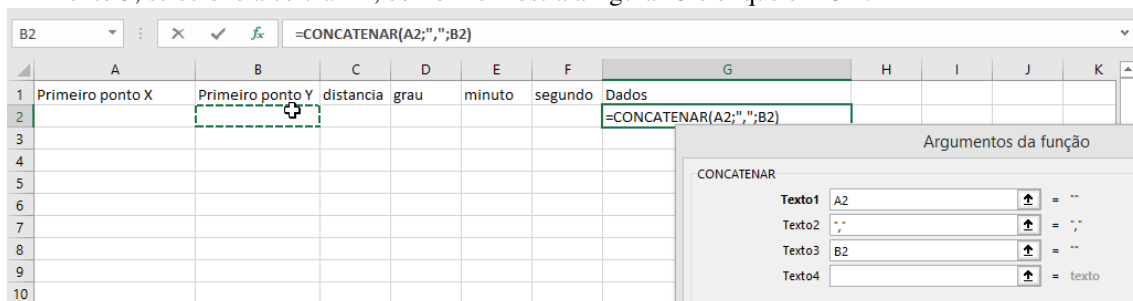 B2 fx =CONCATENAR(A2;",";B2)
A B C D E F G H I J K
1 Primeiro ponto X Primeiro ponto Y distancia grau minuto segundo Dados
2 =CONCATENAR(A2;",";B2)
3 Argumentos da função
4 CONCATENAR
5
6 Texto1 A2 = ""
7 Texto2 "," = ","
8 Texto3 B2 = ""
9 Texto4 = texto
10